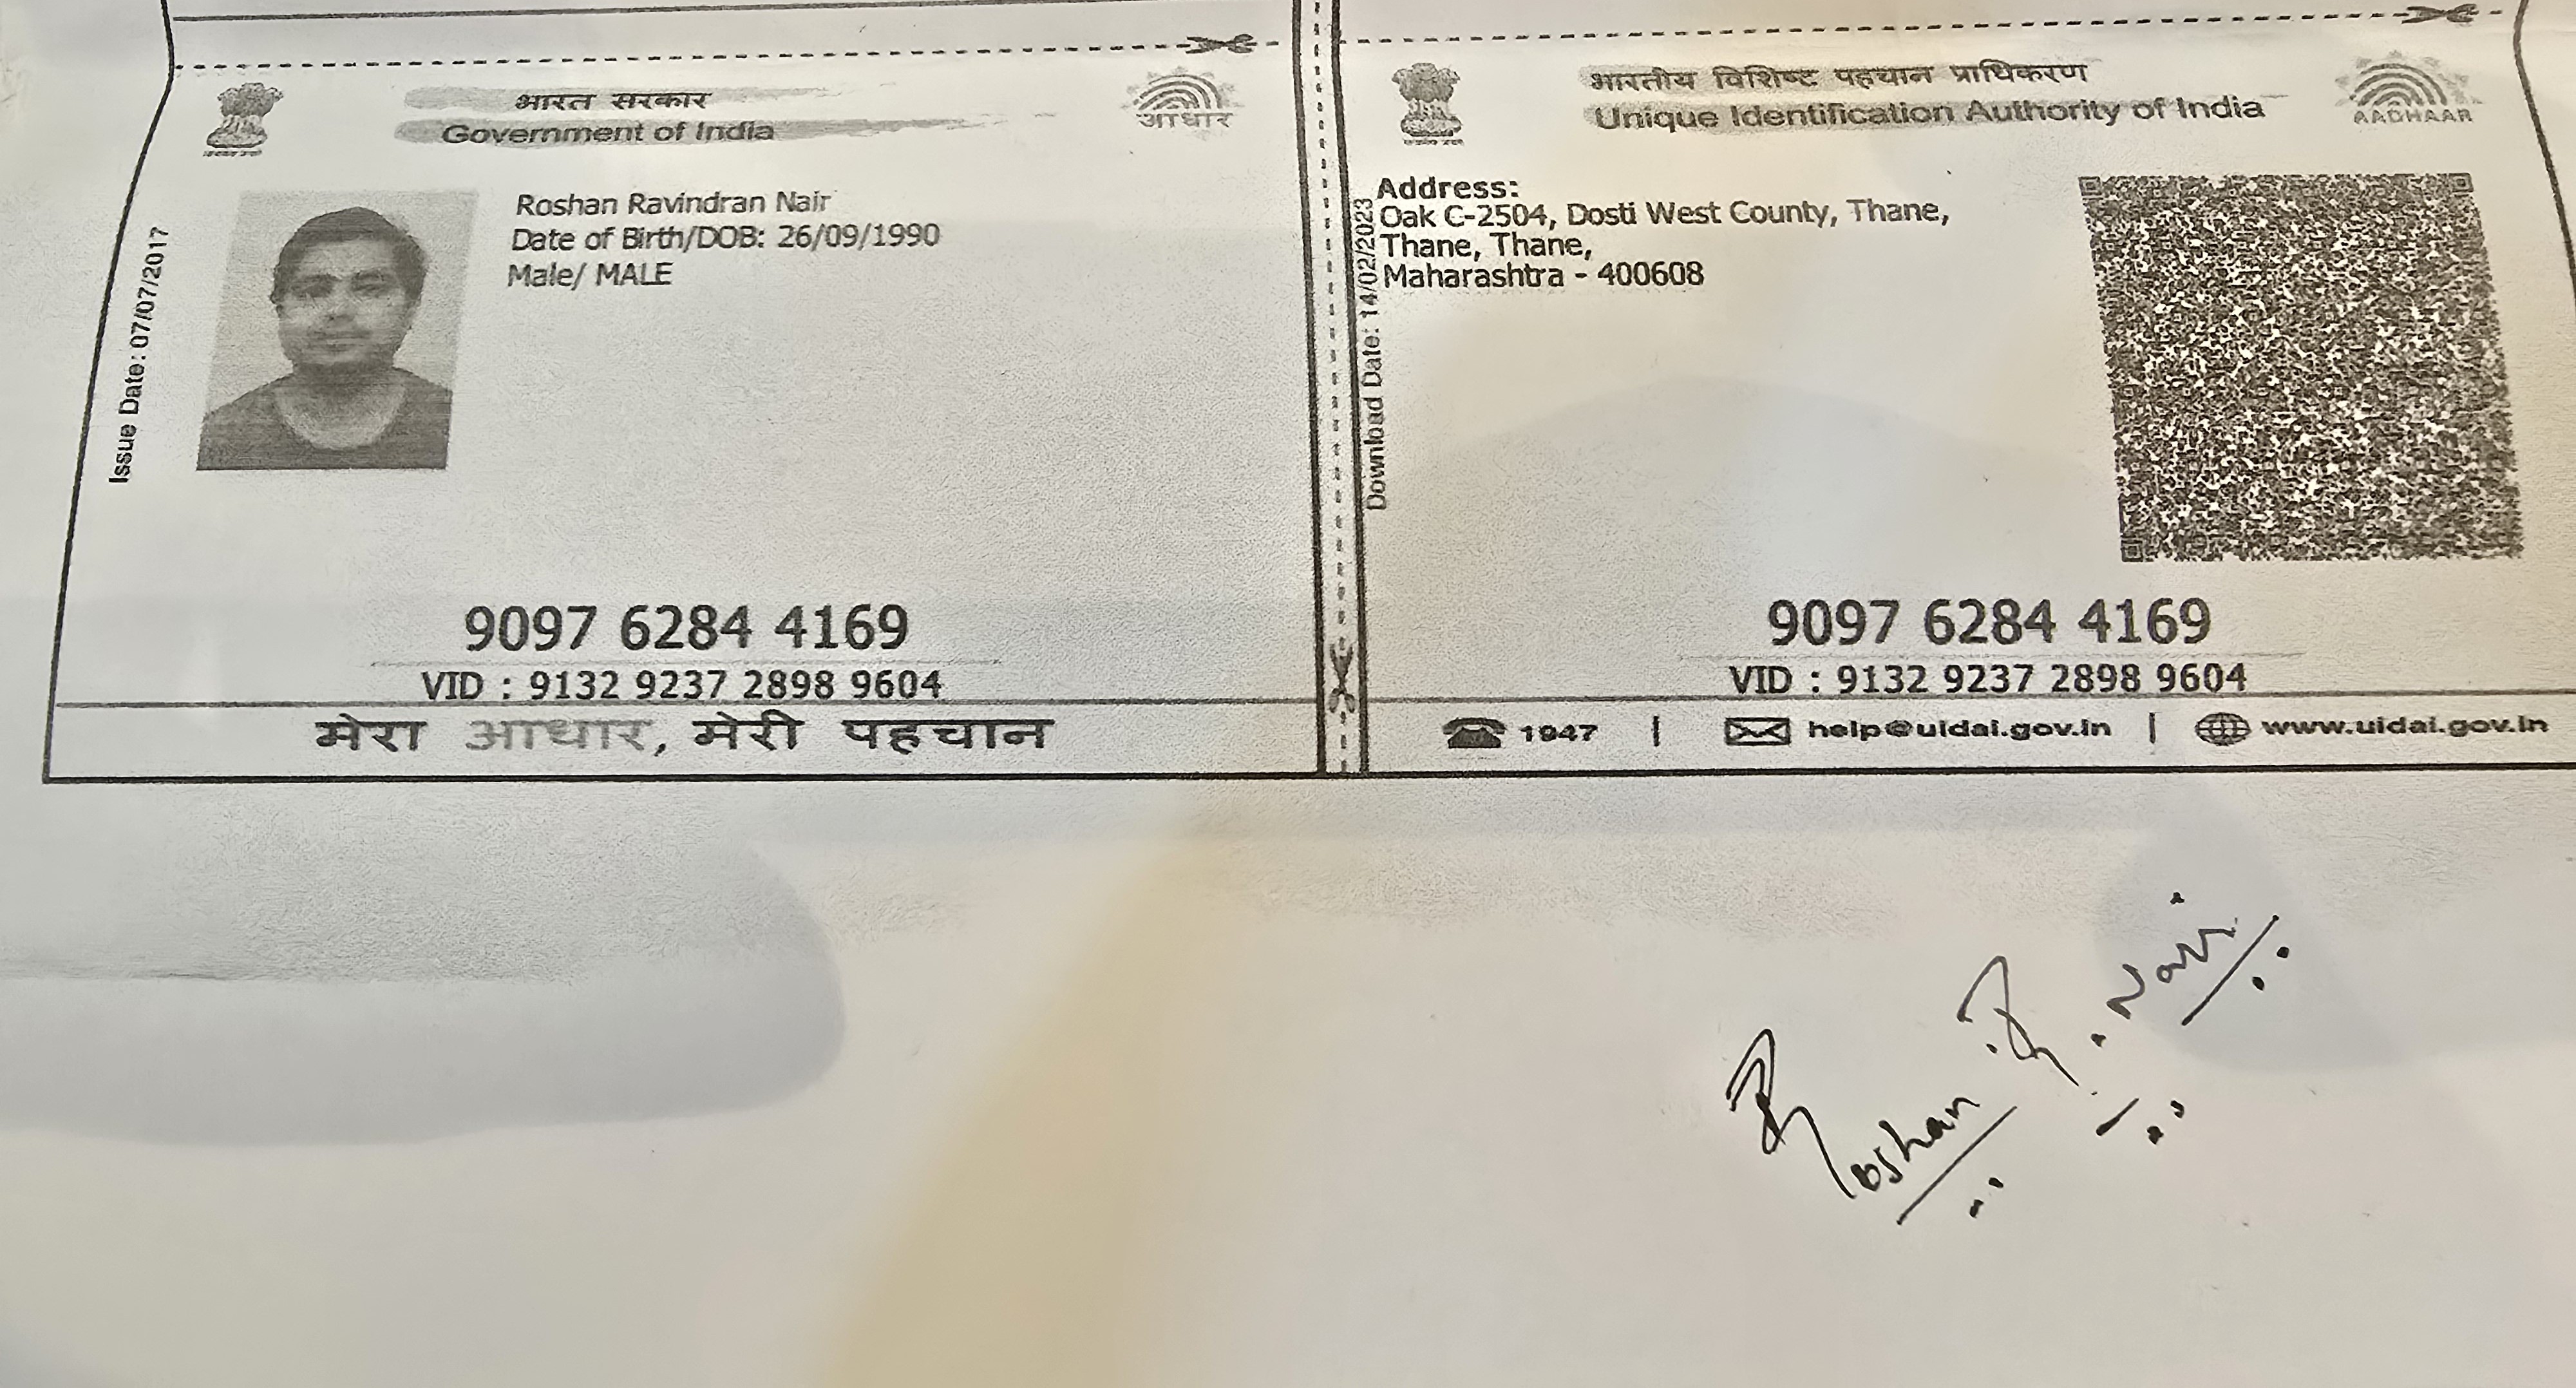 भारत सरकार
Government of India
आधार
Issue Date: 07/07/2017
Roshan Ravindran Nair
Date of Birth/DOB: 26/09/1990
Male/ MALE
9097 6284 4169
VID : 9132 9237 2898 9604
मेरा आधार, मेरी पहचान
भारतीय विशिष्ट पहचान प्राधिकरण
Unique Identification Authority of India
AADHAAR
Download Date: 14/02/2023
Address:
Oak C-2504, Dosti West County, Thane,
Thane, Thane,
Maharashtra - 400608
9097 6284 4169
VID : 9132 9237 2898 9604
1947 | help@uidai.gov.in | www.uidai.gov.in
Roshan .R. Nair